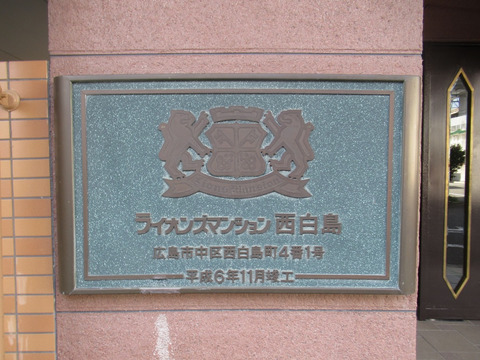 ライオンズマンション 西白島
広島市中区西白島町4番1号
平成6年11月竣工